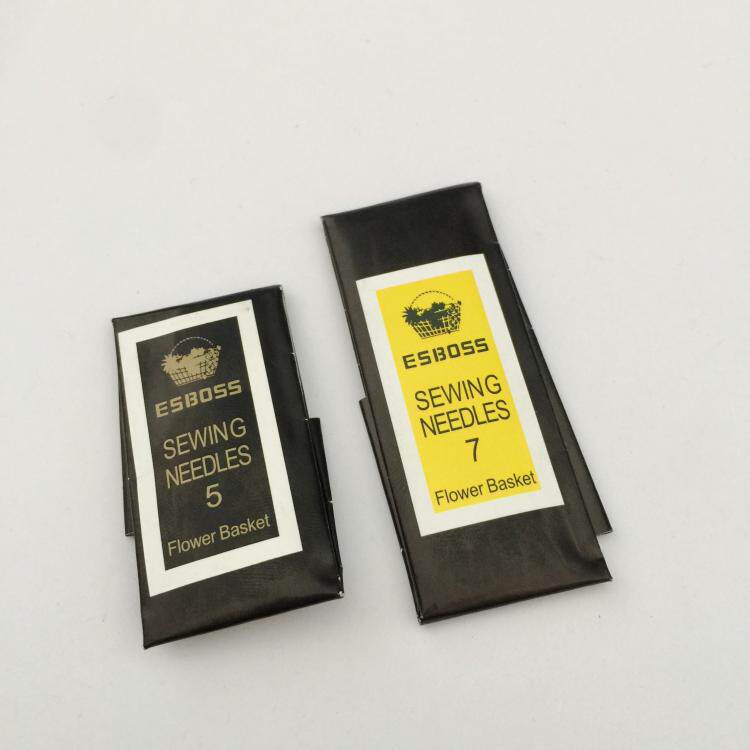 ESBOSS
SEWING
NEEDLES
5
Flower Basket
ESBOSS
SEWING
NEEDLES
7
Flower Basket